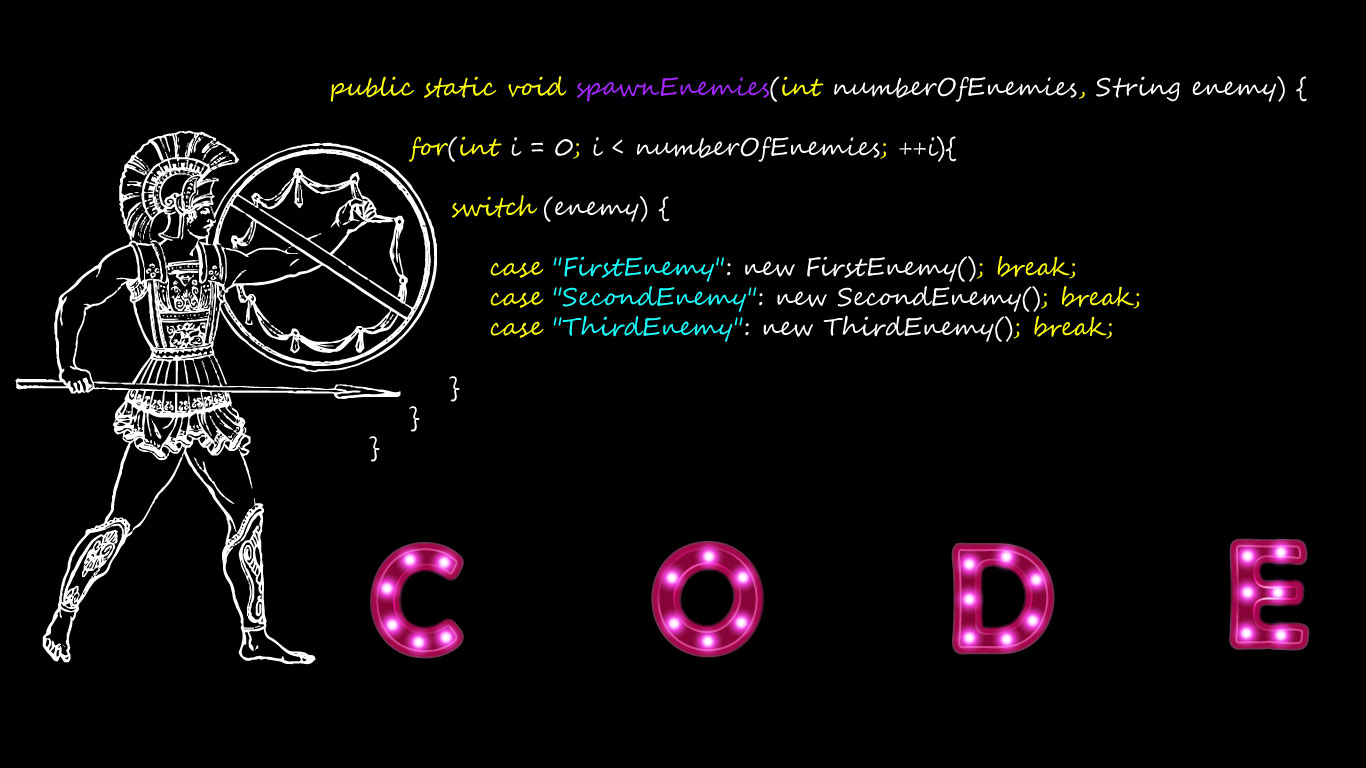 public static void spawnEnemies(int numberOfEnemies, String enemy) {
for(int i = 0; i < numberOfEnemies; ++i){
switch (enemy) {
case "FirstEnemy": new FirstEnemy(); break;
case "SecondEnemy": new SecondEnemy(); break;
case "ThirdEnemy": new ThirdEnemy(); break;
}
}
}
CODE